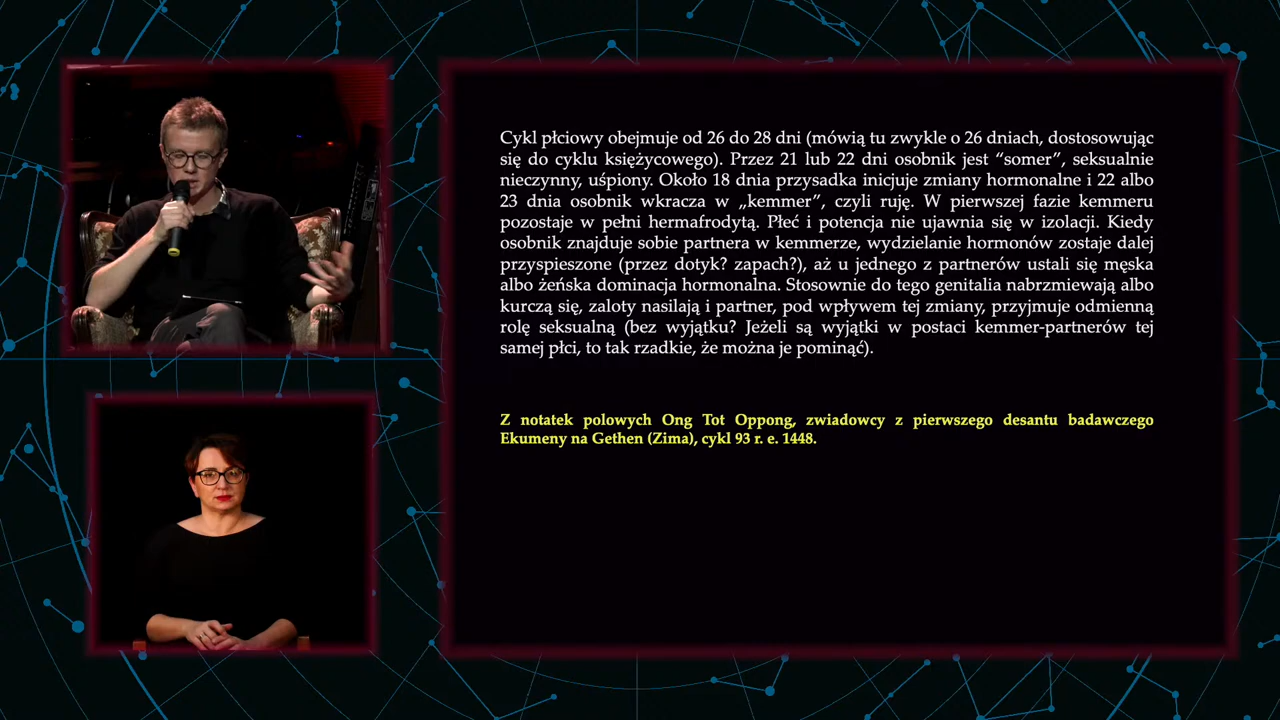 Cykl płciowy obejmuje od 26 do 28 dni (mówią tu zwykle o 26 dniach, dostosowując
się do cyklu księżycowego). Przez 21 lub 22 dni osobnik jest “somer”, seksualnie
nieczynny, uśpiony. Około 18 dnia przysadka inicjuje zmiany hormonalne i 22 albo
23 dnia osobnik wkracza w „kemmer”, czyli ruję. W pierwszej fazie kemmeru
pozostaje w pełni hermafrodytą. Płeć i potencja nie ujawnia się w izolacji. Kiedy
osobnik znajduje sobie partnera w kemmerze, wydzielanie hormonów zostaje dalej
przyspieszone (przez dotyk? zapach?), aż u jednego z partnerów ustali się męska
albo żeńska dominacja hormonalna. Stosownie do tego genitalia nabrzmiewają albo
kurczą się, zaloty nasilają i partner, pod wpływem tej zmiany, przyjmuje odmienną
rolę seksualną (bez wyjątku? Jeżeli są wyjątki w postaci kemmer-partnerów tej
samej płci, to tak rzadkie, że można je pominąć).
Z notatek polowych Ong Tot Oppong, zwiadowcy z pierwszego desantu badawczego
Ekumeny na Gethen (Zima), cykl 93 r. e. 1448.